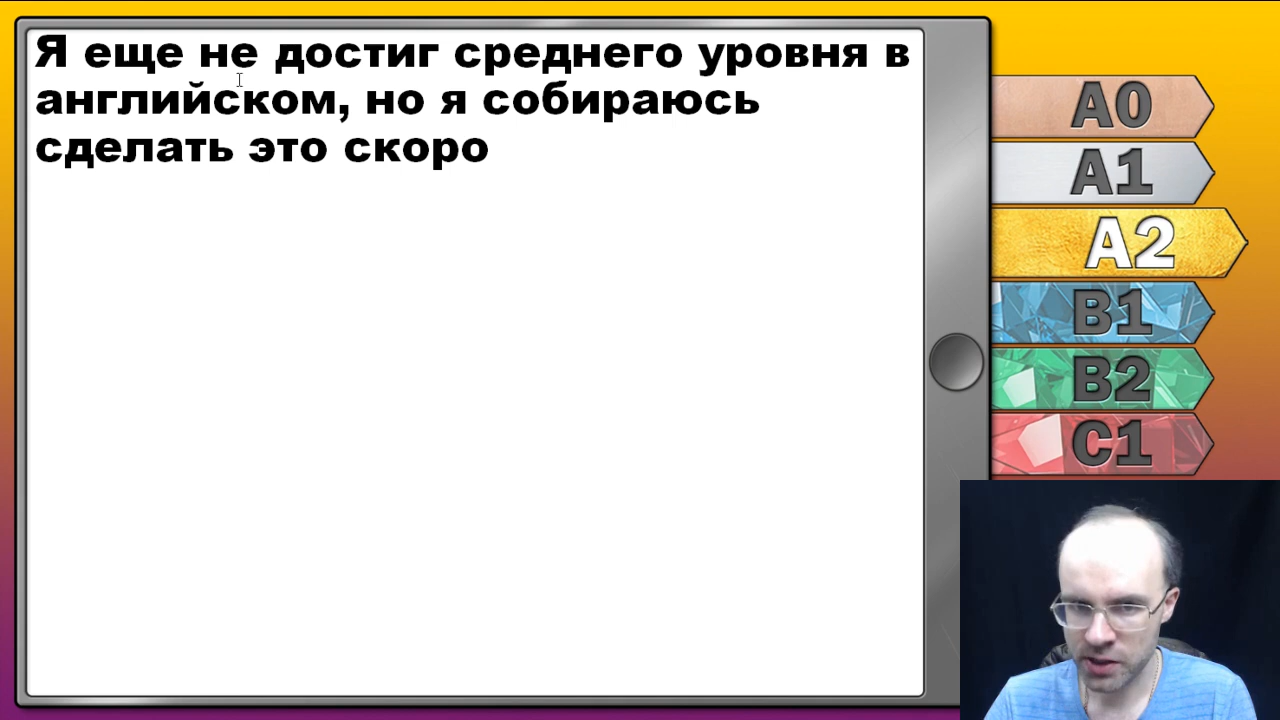 Я еще не достиг среднего уровня в
английском, но я собираюсь
сделать это скоро
A0
A1
A2
B1
B2
C1